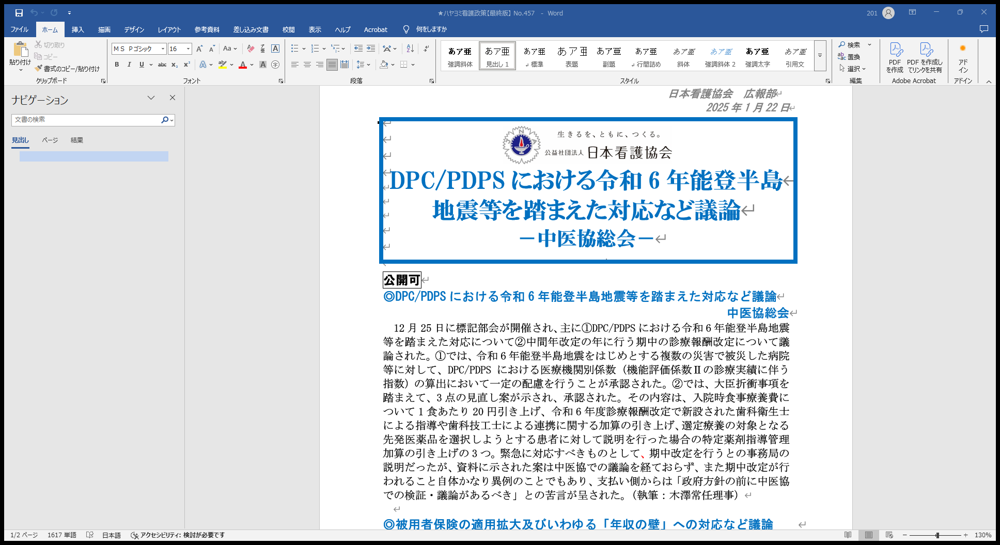 ★ハヤヨミ看護政策【最終版】 No.457 - Word
201
ファイル ホーム 挿入 描画 デザイン レイアウト 参考資料 差し込み文書 校閲 表示 ヘルプ Acrobat 何をしますか
貼り付け
切り取り
コピー
書式のコピー/貼り付け
クリップボード
ＭＳ Ｐゴシック 16
フォント
段落
あア亜 あア亜 あア亜 あア亜 あア亜 あア亜 あア亜 あア亜 あア亜 あア亜
強調斜体 見出し 1 ↲ 標準 表題 副題 ↲ 行間詰め 斜体 強調斜体 2 強調太字 引用文
スタイル
検索
置換
選択
編集
PDF
を作成
PDF を作成し
てリンクを共有
Adobe Acrobat
アド
イン
アドイン
ナビゲーション
文書の検索
見出し ページ 結果
日本看護協会　広報部
2025 年 1 月 22 日
生きるを、ともに、つくる。
公益社団法人 日本看護協会
DPC/PDPS における令和 6 年能登半島
地震等を踏まえた対応など議論
－中医協総会－
公開可
◎DPC/PDPS における令和 6 年能登半島地震等を踏まえた対応など議論
中医協総会
12 月 25 日に標記部会が開催され、主に①DPC/PDPS における令和 6 年能登半島地震
等を踏まえた対応について②中間年改定の年に行う期中の診療報酬改定について議
論された。①では、令和 6 年能登半島地震をはじめとする複数の災害で被災した病院
等に対して、DPC/PDPS における医療機関別係数（機能評価係数Ⅱの診療実績に伴う
指数）の算出において一定の配慮を行うことが承認された。②では、大臣折衝事項を
踏まえて、3 点の見直し案が示され、承認された。その内容は、入院時食事療養費に
ついて 1 食あたり 20 円引き上げ、令和 6 年度診療報酬改定で新設された歯科衛生士
による指導や歯科技工士による連携に関する加算の引き上げ、選定療養の対象となる
先発医薬品を選択しようとする患者に対して説明を行った場合の特定薬剤指導管理
加算の引き上げの 3 つ。緊急に対応すべきものとして、期中改定を行うとの事務局の
説明だったが、資料に示された案は中医協での議論を経ておらず、また期中改定が行
われること自体かなり異例のことでもあり、支払い側からは「政府方針の前に中医協
での検証・議論があるべき」との苦言が呈された。（執筆：木澤常任理事）
◎被用者保険の適用拡大及びいわゆる「年収の壁」への対応など議論
1/2 ページ 1617 単語 日本語 アクセシビリティ: 検討が必要です
130%